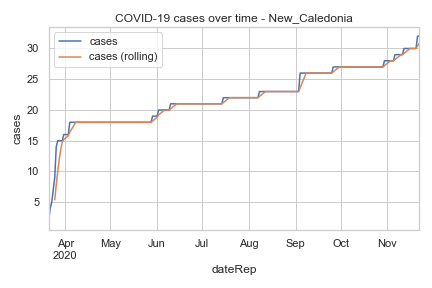 COVID-19 cases over time - New_Caledonia
cases
cases (rolling)
cases
30
25
20
15
10
5
Apr May Jun Jul Aug Sep Oct Nov
2020
dateRep